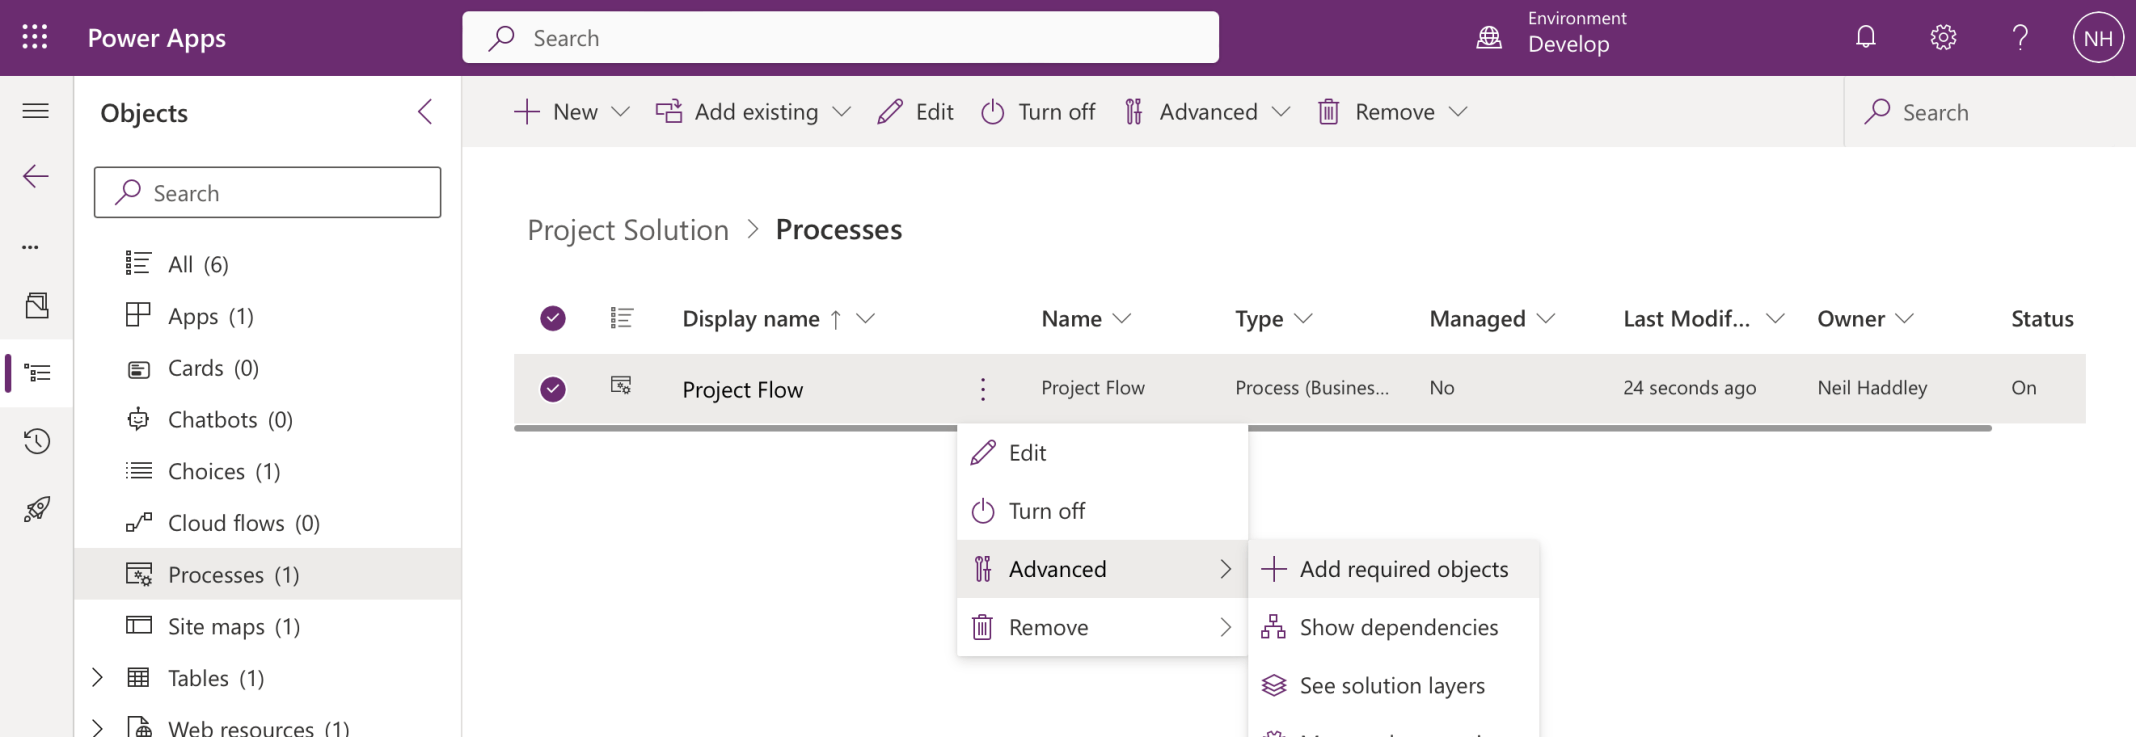 Power Apps
Search
Environment
Develop
NH
Objects
New
Add existing
Edit
Turn off
Advanced
Remove
Search
Search
All (6)
Apps (1)
Cards (0)
Chatbots (0)
Choices (1)
Cloud flows (0)
Processes (1)
Site maps (1)
Tables (1)
Web resources (1)
Project Solution > Processes
Display name ↑ Name Type Managed Last Modif... Owner Status
Project Flow Project Flow Process (Busines... No 24 seconds ago Neil Haddley On
Edit
Turn off
Advanced
Remove
Add required objects
Show dependencies
See solution layers